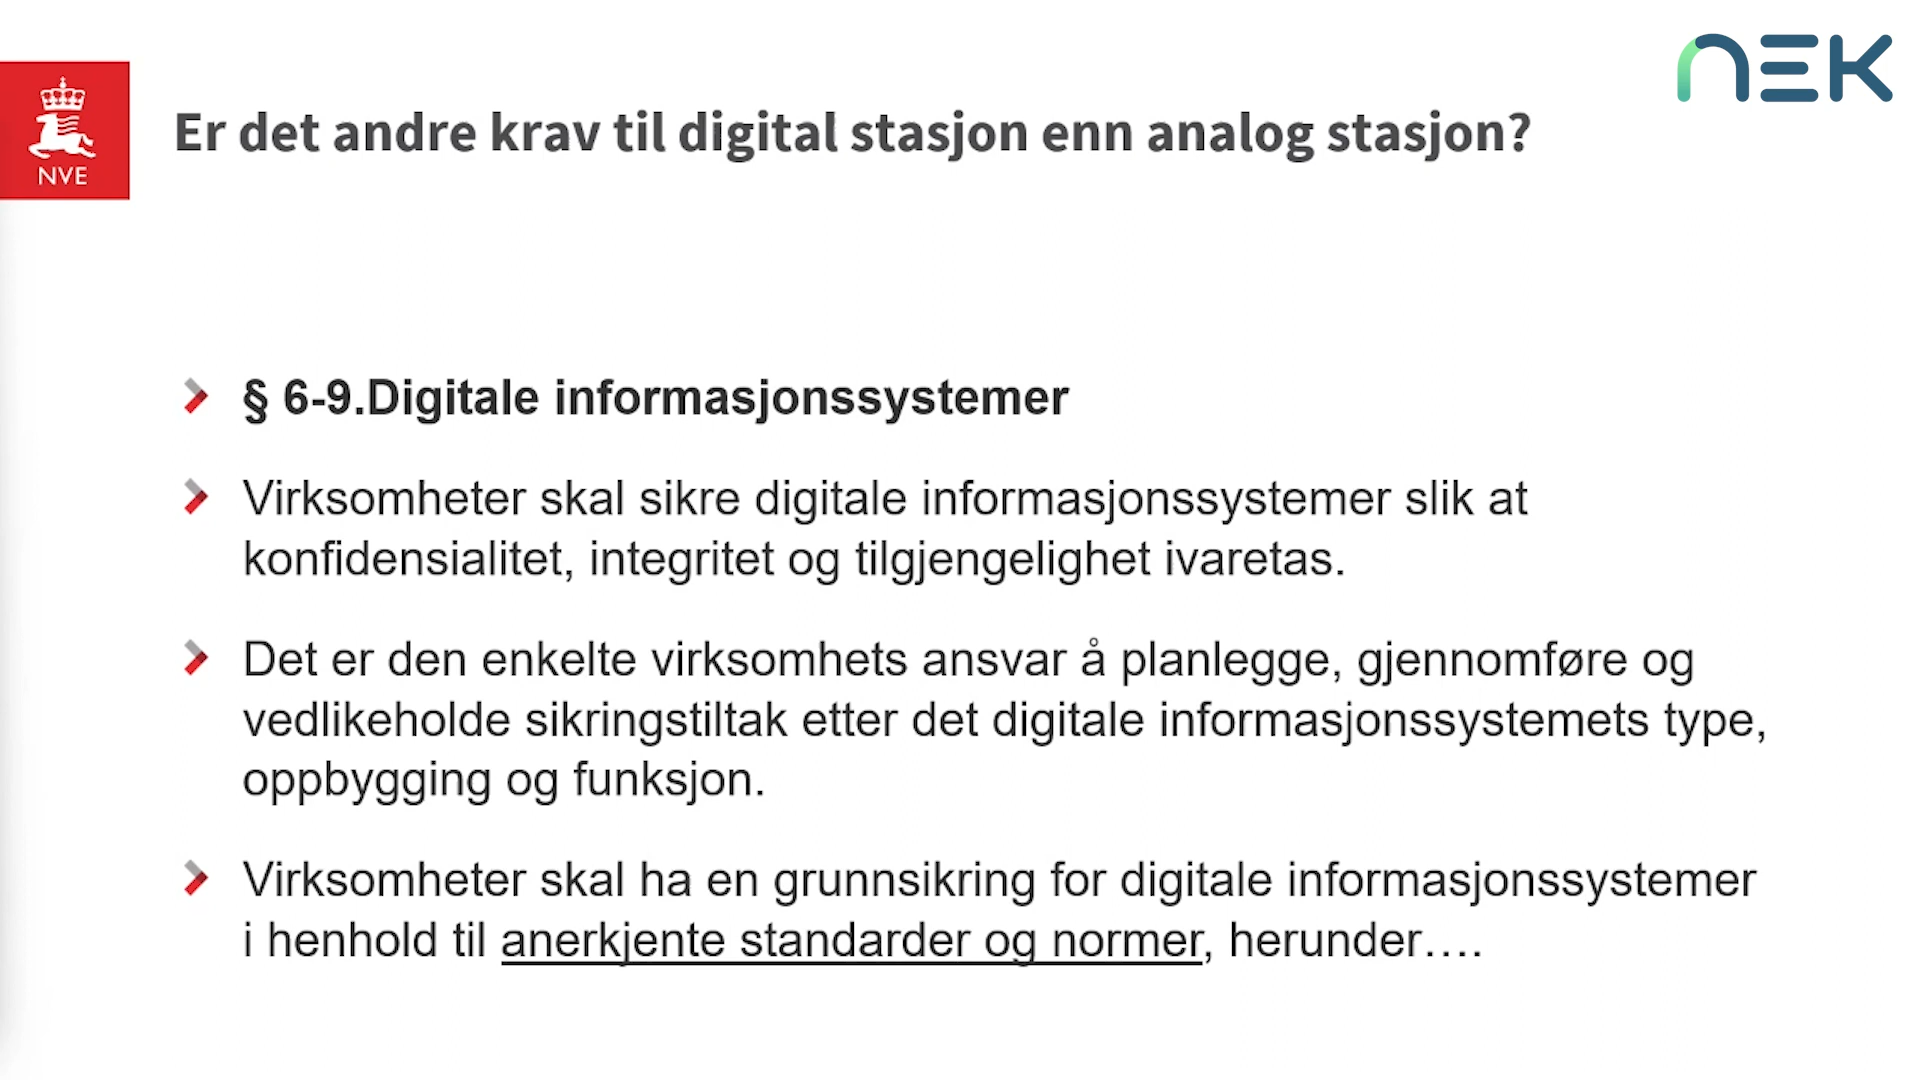 NEK
NVE
Er det andre krav til digital stasjon enn analog stasjon?
§ 6-9.Digitale informasjonssystemer
Virksomheter skal sikre digitale informasjonssystemer slik at
konfidensialitet, integritet og tilgjengelighet ivaretas.
Det er den enkelte virksomhets ansvar å planlegge, gjennomføre og
vedlikeholde sikringstiltak etter det digitale informasjonssystemets type,
oppbygging og funksjon.
Virksomheter skal ha en grunnsikring for digitale informasjonssystemer
i henhold til anerkjente standarder og normer, herunder….